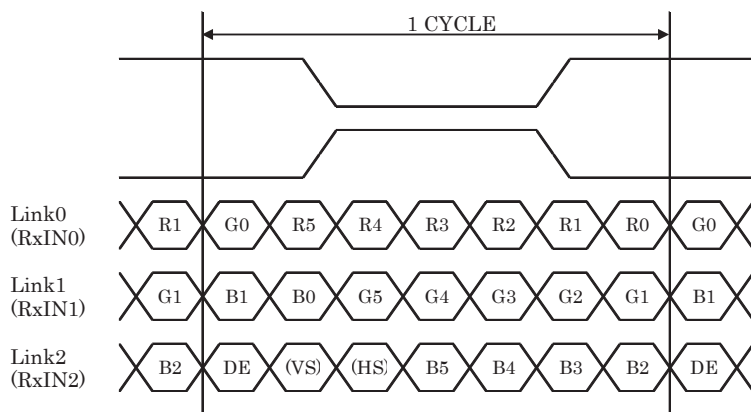 1 CYCLE
Link0
(RxIN0)
R1 G0 R5 R4 R3 R2 R1 R0 G0
Link1
(RxIN1)
G1 B1 B0 G5 G4 G3 G2 G1 B1
Link2
(RxIN2)
B2 DE (VS) (HS) B5 B4 B3 B2 DE